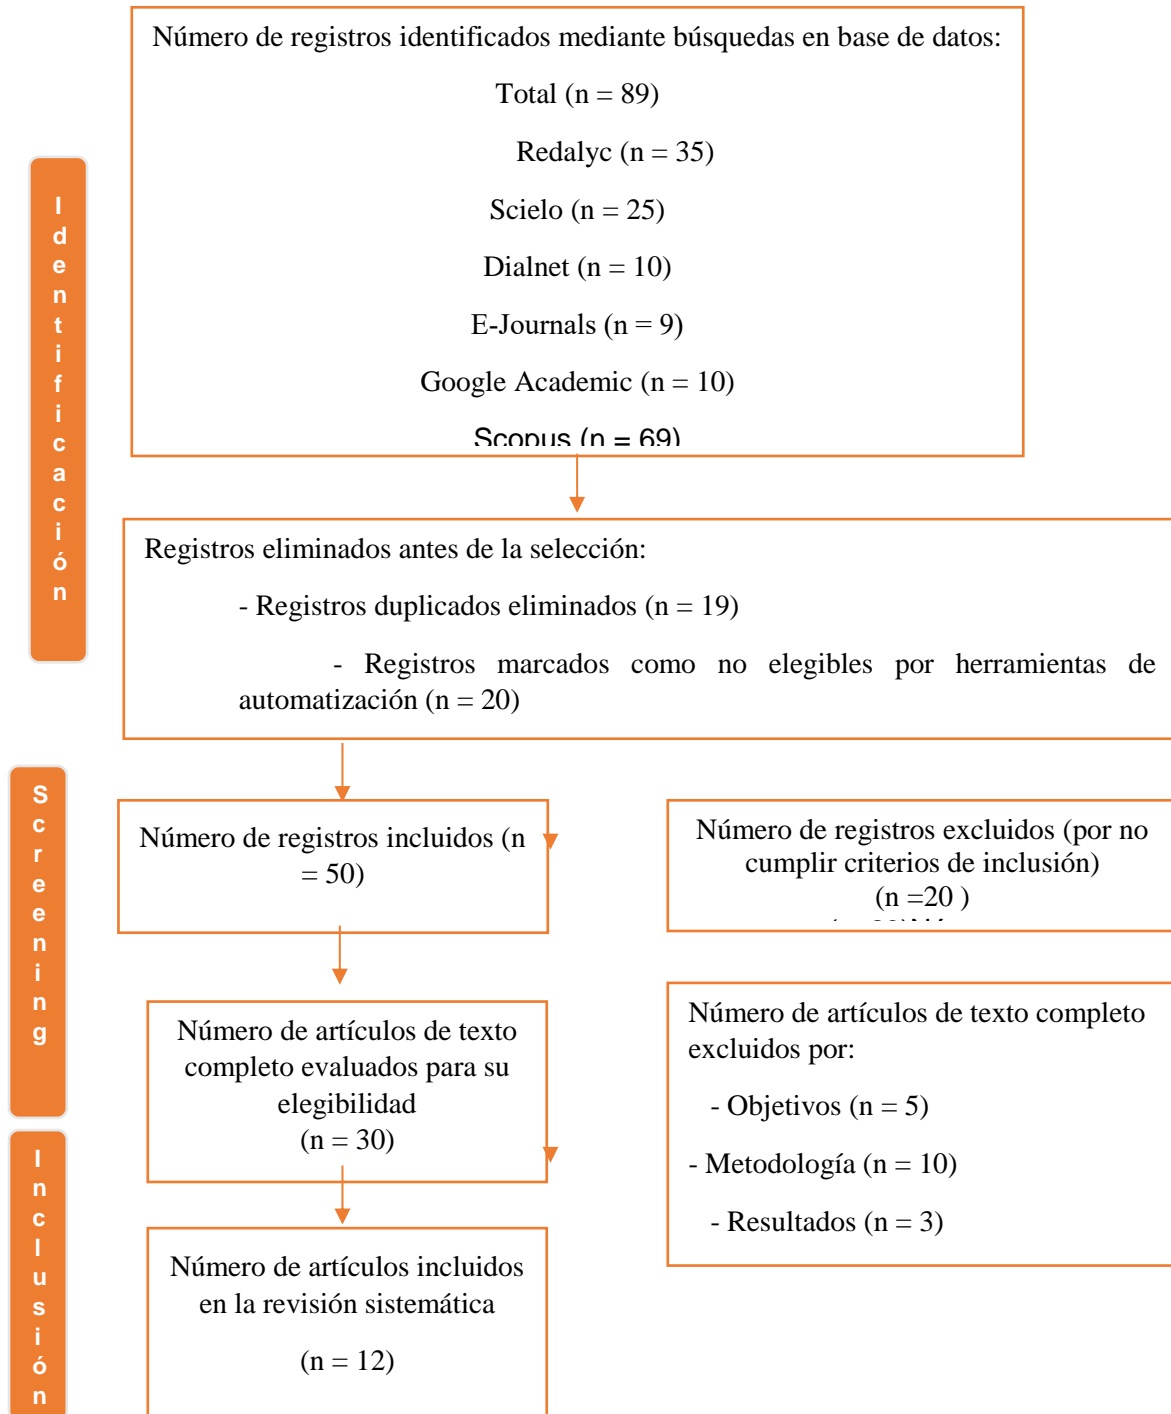 Número de registros identificados mediante búsquedas en base de datos:
Total (n = 89)
Redalyc (n = 35)
Scielo (n = 25)
Dialnet (n = 10)
E-Journals (n = 9)
Google Academic (n = 10)
Scopus (n = 69)
Identificación
Registros eliminados antes de la selección:
- Registros duplicados eliminados (n = 19)
- Registros marcados como no elegibles por herramientas de
automatización (n = 20)
Screening
Número de registros incluidos (n
= 50)
Número de registros excluidos (por no
cumplir criterios de inclusión)
(n =20 )
Número de artículos de texto
completo evaluados para su
elegibilidad
(n = 30)
Número de artículos de texto completo
excluidos por:
- Objetivos (n = 5)
- Metodología (n = 10)
- Resultados (n = 3)
Inclusión
Número de artículos incluidos
en la revisión sistemática
(n = 12)